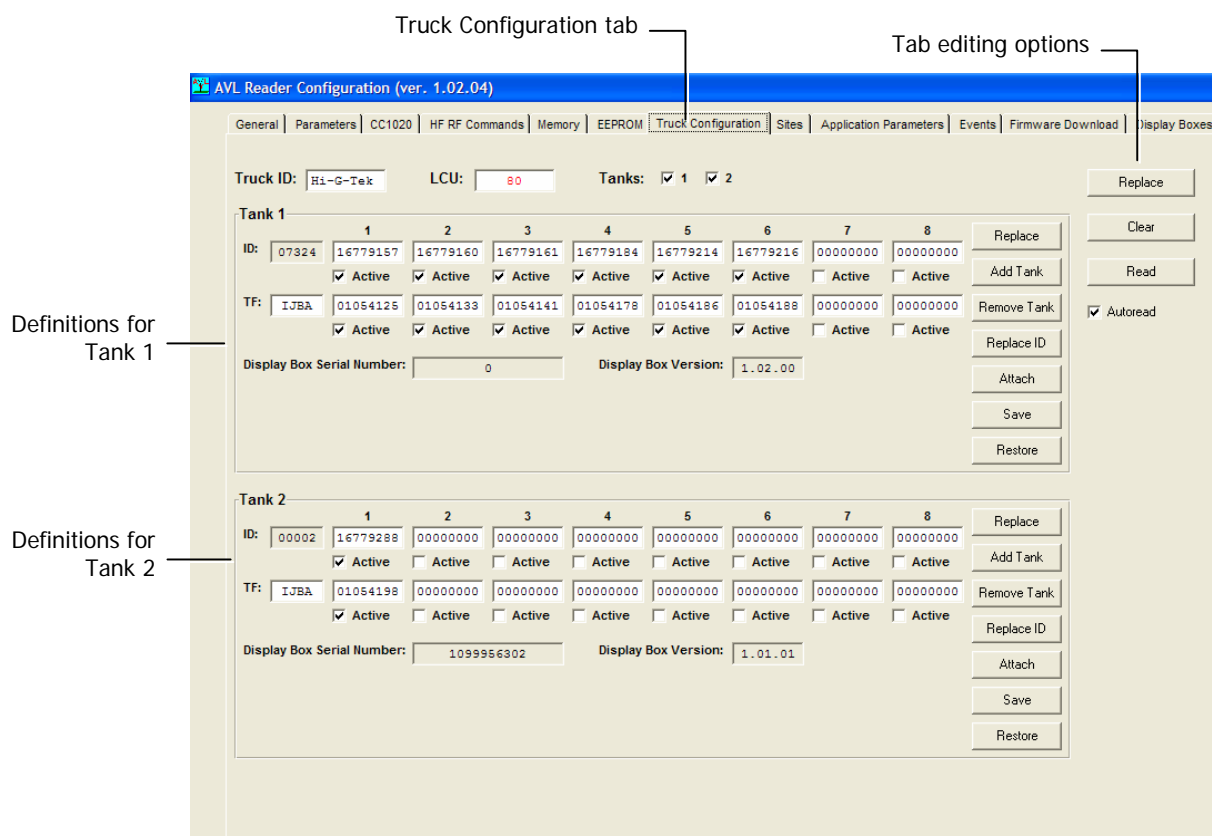 Truck Configuration tab
Tab editing options
AVL Reader Configuration (ver. 1.02.04)
General Parameters CC1020 HF RF Commands Memory EEPROM Truck Configuration Sites Application Parameters Events Firmware Download Display Boxes
Truck ID: Hi-G-Tek LCU: 80 Tanks: 1 2
Replace
Clear
Read
Autoread
Definitions for
Tank 1
Tank 1
1 2 3 4 5 6 7 8
ID: 07324 16779157 16779160 16779161 16779184 16779214 16779216 00000000 00000000
Active Active Active Active Active Active Active Active
TF: IJBA 01054125 01054133 01054141 01054178 01054186 01054188 00000000 00000000
Active Active Active Active Active Active Active Active
Display Box Serial Number: 0 Display Box Version: 1.02.00
Replace
Add Tank
Remove Tank
Replace ID
Attach
Save
Restore
Definitions for
Tank 2
Tank 2
1 2 3 4 5 6 7 8
ID: 00002 16779288 00000000 00000000 00000000 00000000 00000000 00000000 00000000
Active Active Active Active Active Active Active Active
TF: IJBA 01054198 00000000 00000000 00000000 00000000 00000000 00000000 00000000
Active Active Active Active Active Active Active Active
Display Box Serial Number: 1099956302 Display Box Version: 1.01.01
Replace
Add Tank
Remove Tank
Replace ID
Attach
Save
Restore